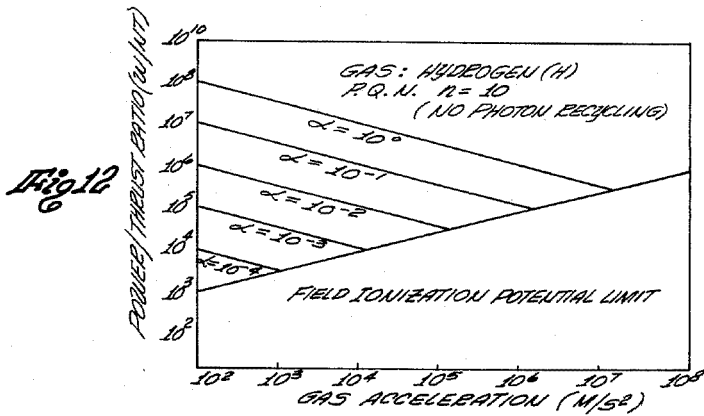 Fig 12
POWER/THRUST RATIO (W/NT)
10^10
10^8
10^7
10^6
10^5
10^4
10^3
10^2
GAS: HYDROGEN (H)
P.Q.N. n = 10
(NO PHOTON RECYCLING)
α = 10^0
α = 10^-1
α = 10^-2
α = 10^-3
α = 10^-4
FIELD IONIZATION POTENTIAL LIMIT
10^2 10^3 10^4 10^5 10^6 10^7 10^8
GAS ACCELERATION (M/S^2)